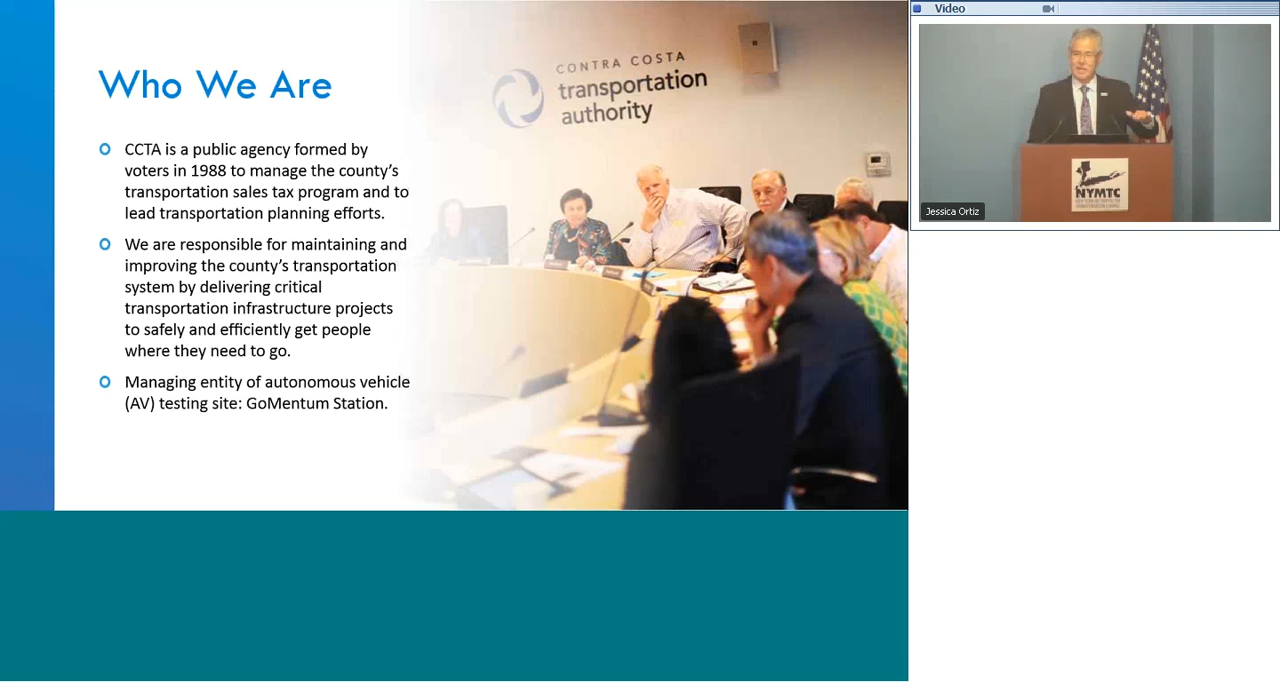 Who We Are
CCTA is a public agency formed by
voters in 1988 to manage the county's
transportation sales tax program and to
lead transportation planning efforts.
We are responsible for maintaining and
improving the county's transportation
system by delivering critical
transportation infrastructure projects
to safely and efficiently get people
where they need to go.
Managing entity of autonomous vehicle
(AV) testing site: GoMentum Station.
CONTRA COSTA
transportation
authority
Video
NYMTC
Jessica Ortiz